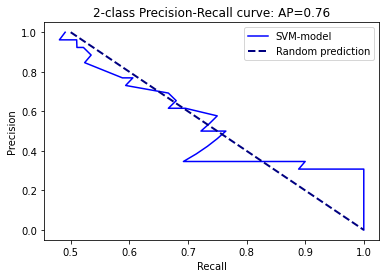 2-class Precision-Recall curve: AP=0.76
SVM-model
Random prediction
Precision
1.0
0.8
0.6
0.4
0.2
0.0
0.5 0.6 0.7 0.8 0.9 1.0
Recall